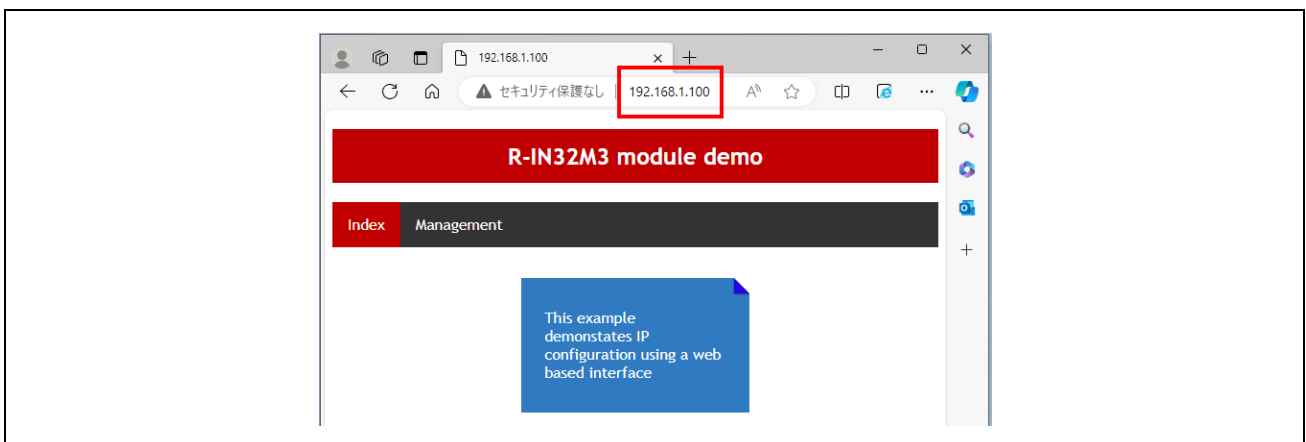 192.168.1.100
セキュリティ保護なし 192.168.1.100
R-IN32M3 module demo
Index Management
This example
demonstates IP
configuration using a web
based interface